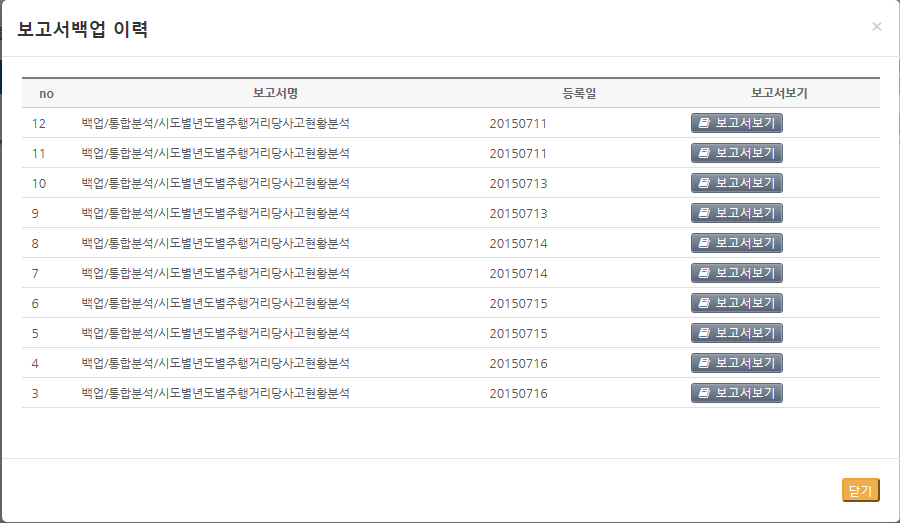 보고서백업 이력
×
no 보고서명 등록일 보고서보기
12 백업/통합분석/시도별년도별주행거리당사고현황분석 20150711 보고서보기
11 백업/통합분석/시도별년도별주행거리당사고현황분석 20150711 보고서보기
10 백업/통합분석/시도별년도별주행거리당사고현황분석 20150713 보고서보기
9 백업/통합분석/시도별년도별주행거리당사고현황분석 20150713 보고서보기
8 백업/통합분석/시도별년도별주행거리당사고현황분석 20150714 보고서보기
7 백업/통합분석/시도별년도별주행거리당사고현황분석 20150714 보고서보기
6 백업/통합분석/시도별년도별주행거리당사고현황분석 20150715 보고서보기
5 백업/통합분석/시도별년도별주행거리당사고현황분석 20150715 보고서보기
4 백업/통합분석/시도별년도별주행거리당사고현황분석 20150716 보고서보기
3 백업/통합분석/시도별년도별주행거리당사고현황분석 20150716 보고서보기
닫기